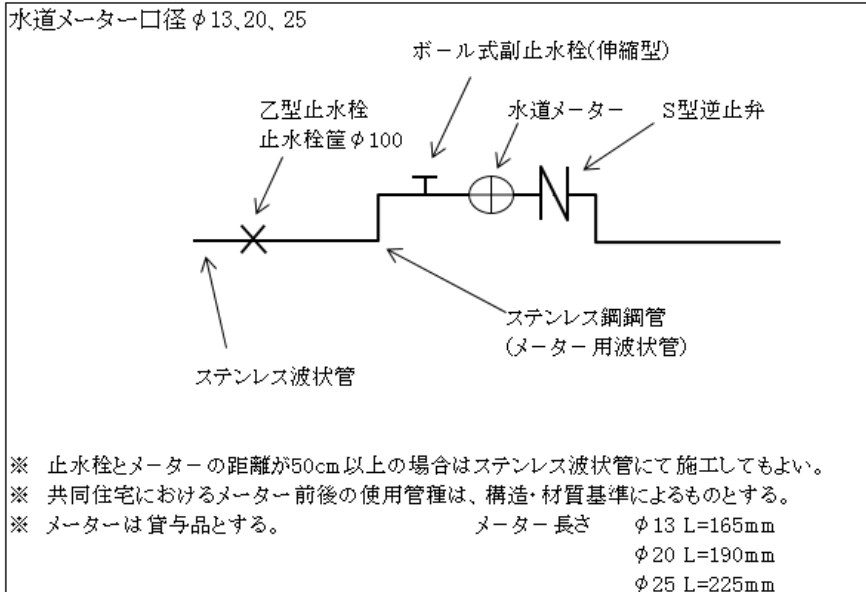 水道メーター口径φ13、20、25
ボール式副止水栓(伸縮型)
乙型止水栓
止水栓筐φ100
水道メーター
S型逆止弁
ステンレス鋼鋼管
(メーター用波状管)
ステンレス波状管
※ 止水栓とメーターの距離が50cm以上の場合はステンレス波状管にて施工してもよい。
※ 共同住宅におけるメーター前後の使用管種は、構造・材質基準によるものとする。
※ メーターは貸与品とする。 メーター長さ φ13 L=165mm
φ20 L=190mm
φ25 L=225mm